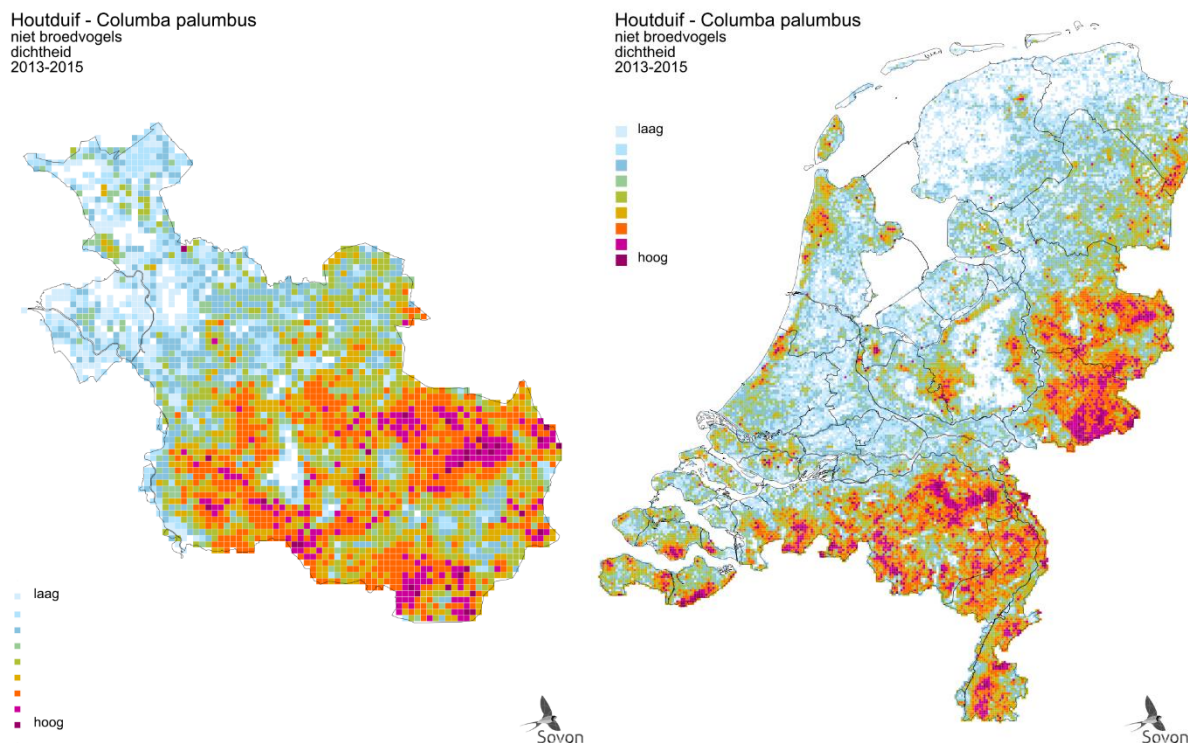 Houtduif - Columba palumbus
niet broedvogels
dichtheid
2013-2015
laag
hoog
Sovon
Houtduif - Columba palumbus
niet broedvogels
dichtheid
2013-2015
laag
hoog
Sovon